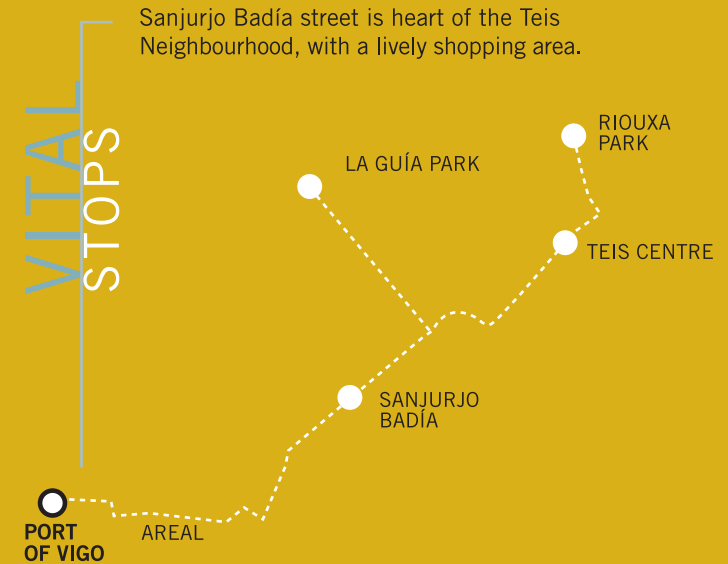 Sanjurjo Badía street is heart of the Teis
Neighbourhood, with a lively shopping area.
VITAL
STOPS
RIOUXA
PARK
LA GUÍA PARK
TEIS CENTRE
SANJURJO
BADÍA
AREAL
PORT
OF VIGO